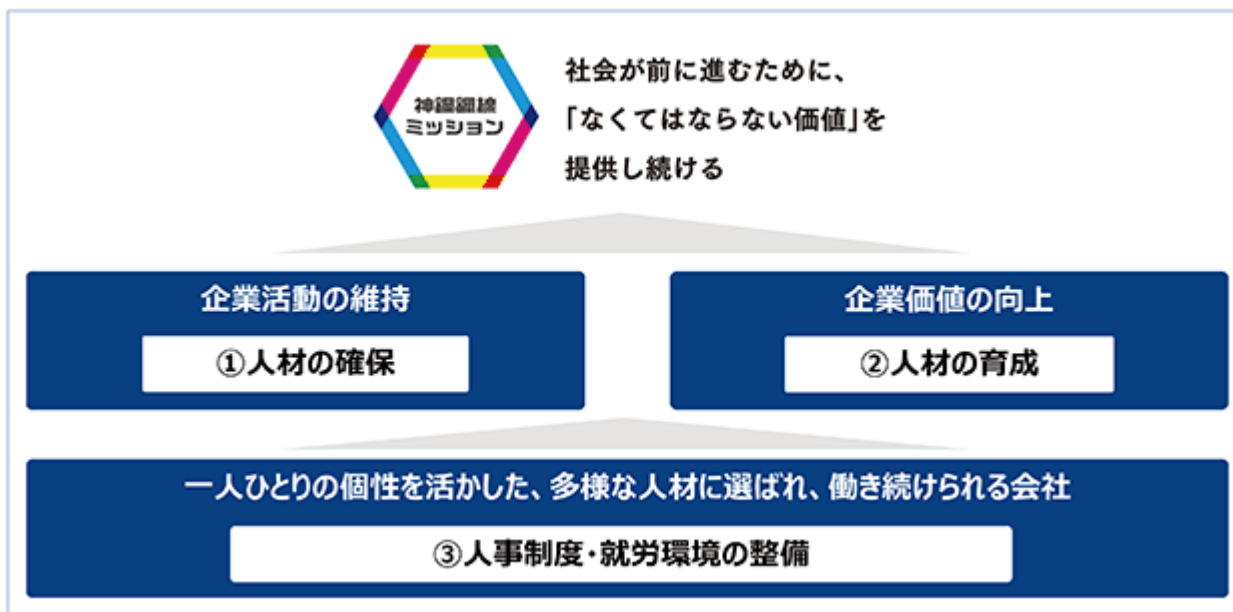 神鋼鋼線
ミッション
社会が前に進むために、
「なくてはならない価値」を
提供し続ける
企業活動の維持
①人材の確保
企業価値の向上
②人材の育成
一人ひとりの個性を活かした、多様な人材に選ばれ、働き続けられる会社
③人事制度・就労環境の整備